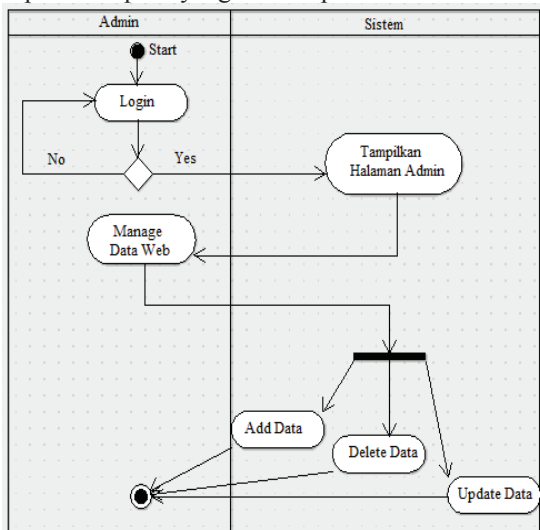 Admin
Sistem
Start
Login
No
Yes
Tampilkan
Halaman Admin
Manage
Data Web
Add Data
Delete Data
Update Data